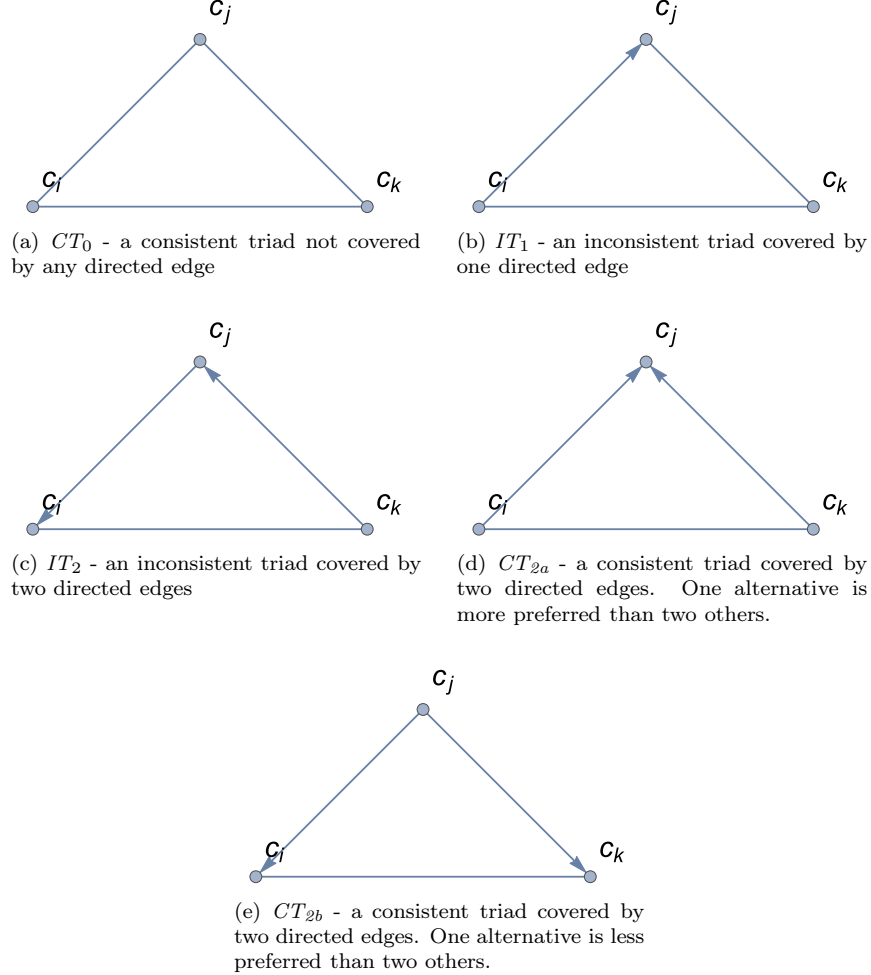 c_j
c_i
c_k
(a) CT_0 - a consistent triad not covered
by any directed edge
c_j
c_i
c_k
(b) IT_1 - an inconsistent triad covered by
one directed edge
c_j
c_i
c_k
(c) IT_2 - an inconsistent triad covered by
two directed edges
c_j
c_i
c_k
(d) CT_2a - a consistent triad covered by
two directed edges. One alternative is
more preferred than two others.
c_j
c_i
c_k
(e) CT_2b - a consistent triad covered by
two directed edges. One alternative is less
preferred than two others.